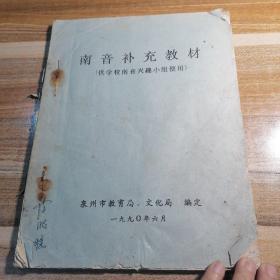 南音补充教材
(供学校南音兴趣小组使用)
泉州市教育局、文化局 编定
一九九〇年六月